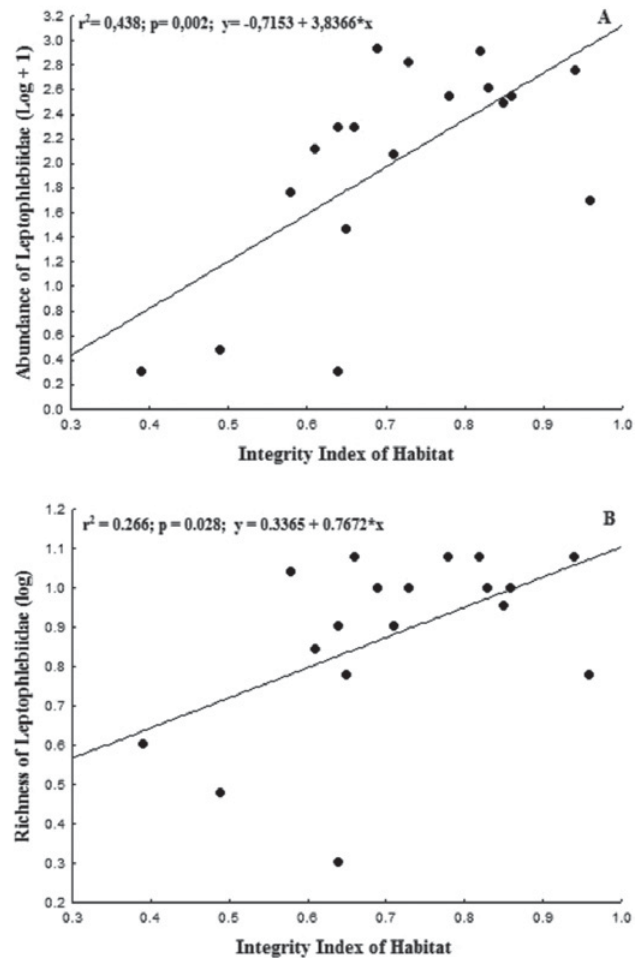 r²= 0,438; p= 0,002; y= -0,7153 + 3,8366*x
A
Abundance of Leptophlebiidae (Log + 1)
3.2
3.0
2.8
2.6
2.4
2.2
2.0
1.8
1.6
1.4
1.2
1.0
0.8
0.6
0.4
0.2
0.0
0.3 0.4 0.5 0.6 0.7 0.8 0.9 1.0
Integrity Index of Habitat
r² = 0.266; p = 0.028; y = 0.3365 + 0.7672*x
B
Richness of Leptophlebiidae (log)
1.2
1.1
1.0
0.9
0.8
0.7
0.6
0.5
0.4
0.3
0.2
0.3 0.4 0.5 0.6 0.7 0.8 0.9 1.0
Integrity Index of Habitat